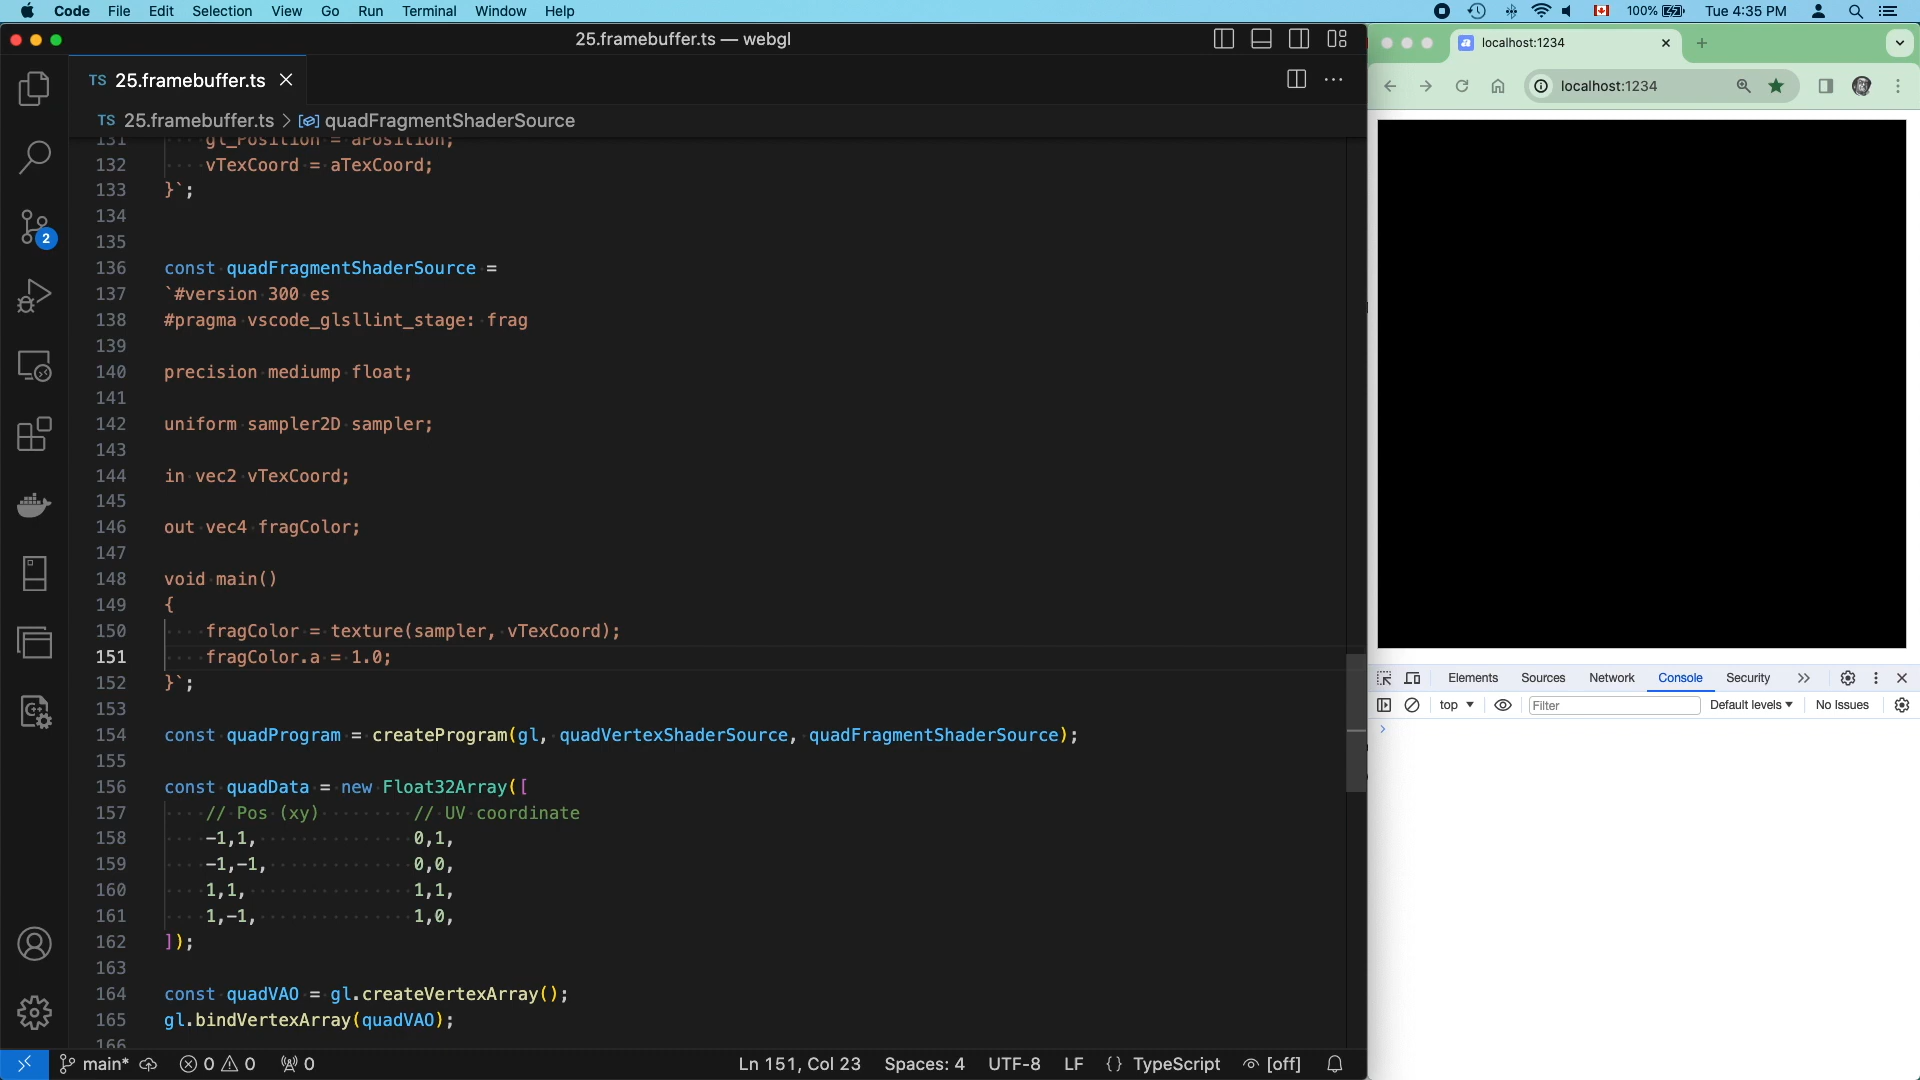 Code File Edit Selection View Go Run Terminal Window Help
100% Tue 4:35 PM
25.framebuffer.ts — webgl
localhost:1234
TS 25.framebuffer.ts
localhost:1234
TS 25.framebuffer.ts > quadFragmentShaderSource
131 gl_Position = aPosition;
132 vTexCoord = aTexCoord;
133 }`;
134
135
136 const quadFragmentShaderSource =
137 `#version 300 es
138 #pragma vscode_glsllint_stage: frag
139
140 precision mediump float;
141
142 uniform sampler2D sampler;
143
144 in vec2 vTexCoord;
145
146 out vec4 fragColor;
147
148 void main()
149 {
150 fragColor = texture(sampler, vTexCoord);
151 fragColor.a = 1.0;
152 }`;
153
154 const quadProgram = createProgram(gl, quadVertexShaderSource, quadFragmentShaderSource);
155
156 const quadData = new Float32Array([
157 // Pos (xy) // UV coordinate
158 -1,1, 0,1,
159 -1,-1, 0,0,
160 1,1, 1,1,
161 1,-1, 1,0,
162 ]);
163
164 const quadVAO = gl.createVertexArray();
165 gl.bindVertexArray(quadVAO);
166
2
Elements Sources Network Console Security
top Filter Default levels No Issues
main* 0 0 0 Ln 151, Col 23 Spaces: 4 UTF-8 LF {} TypeScript [off]